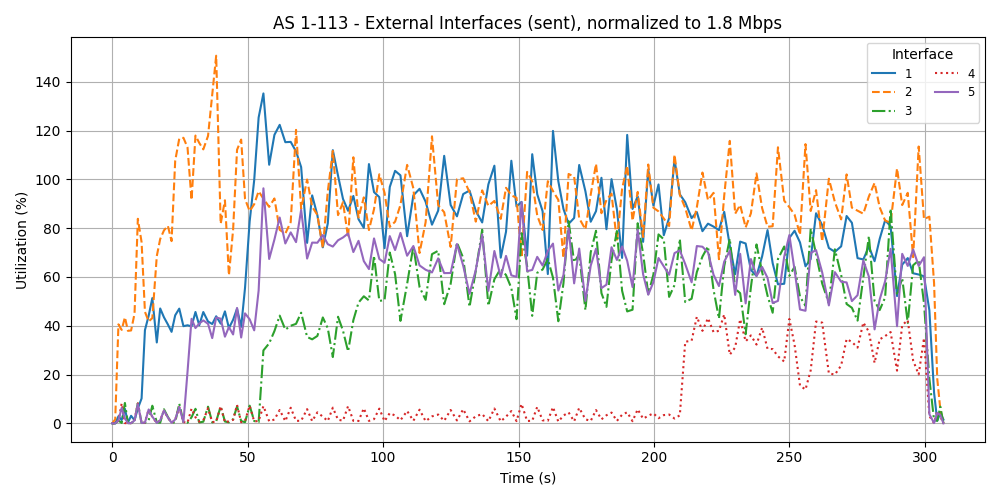 AS 1-113 - External Interfaces (sent), normalized to 1.8 Mbps
Utilization (%)
140
120
100
80
60
40
20
0
0 50 100 150 200 250 300
Time (s)
Interface
1 4
2 5
3